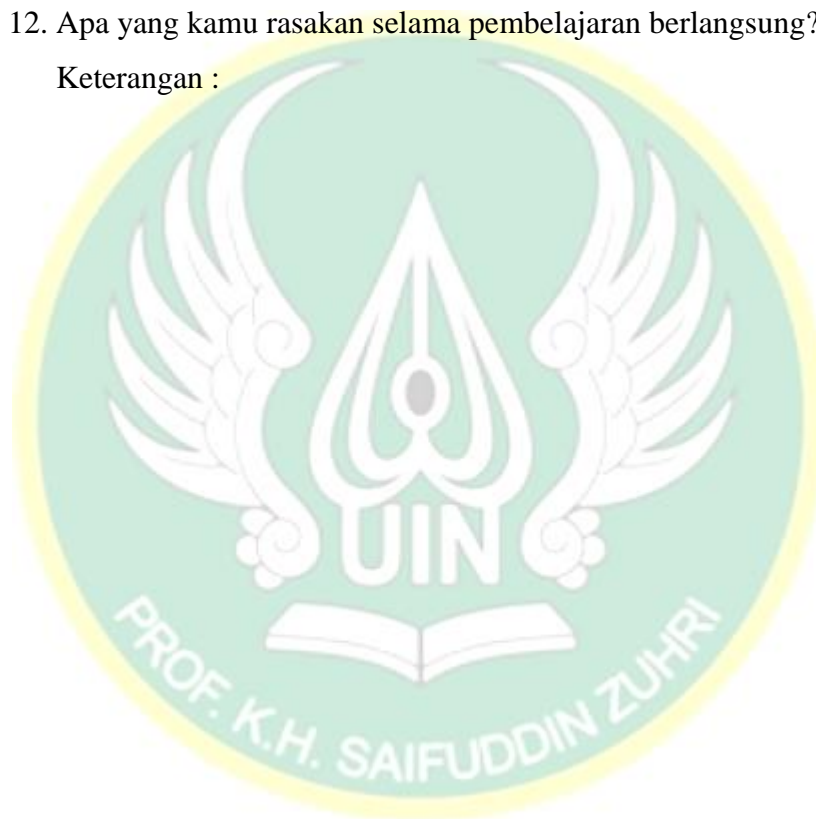 12. Apa yang kamu rasakan selama pembelajaran berlangsung?
Keterangan :
UIN
PROF. K.H. SAIFUDDIN ZUHRI